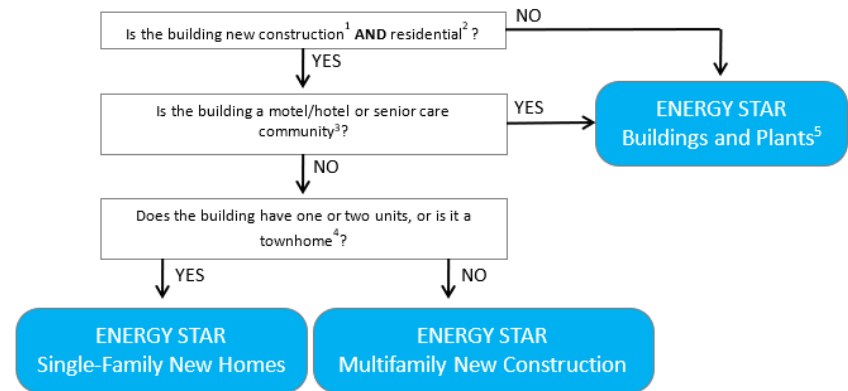 Is the building new construction¹ AND residential² ?
NO
YES
Is the building a motel/hotel or senior care
community³?
YES
ENERGY STAR
Buildings and Plants⁵
NO
Does the building have one or two units, or is it a
townhome⁴?
YES
NO
ENERGY STAR
Single-Family New Homes
ENERGY STAR
Multifamily New Construction